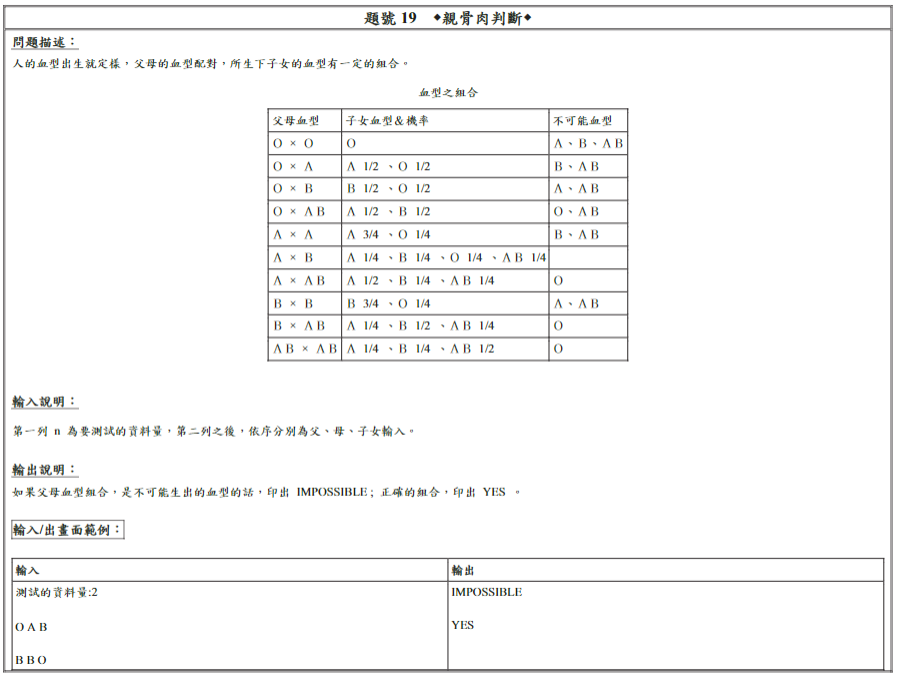 題號 19 ◆親骨肉判斷◆
問題描述：
人的血型出生就定樣，父母的血型配對，所生下子女的血型有一定的組合。
血型之組合
父母血型 子女血型＆機率 不可能血型
O × O O A、B、AB
O × A A 1/2 、O 1/2 B、AB
O × B B 1/2 、O 1/2 A、AB
O × AB A 1/2 、B 1/2 O、AB
A × A A 3/4 、O 1/4 B、AB
A × B A 1/4 、B 1/4 、O 1/4 、AB 1/4
A × AB A 1/2 、B 1/4 、AB 1/4 O
B × B B 3/4 、O 1/4 A、AB
B × AB A 1/4 、B 1/2 、AB 1/4 O
AB × AB A 1/4 、B 1/4 、AB 1/2 O
輸入說明：
第一列 n 為要測試的資料量，第二列之後，依序分別為父、母、子女輸入。
輸出說明：
如果父母血型組合，是不可能生出的血型的話，印出 IMPOSSIBLE；正確的組合，印出 YES 。
輸入/出畫面範例：
輸入 輸出
測試的資料量:2 IMPOSSIBLE
O A B YES
B B O